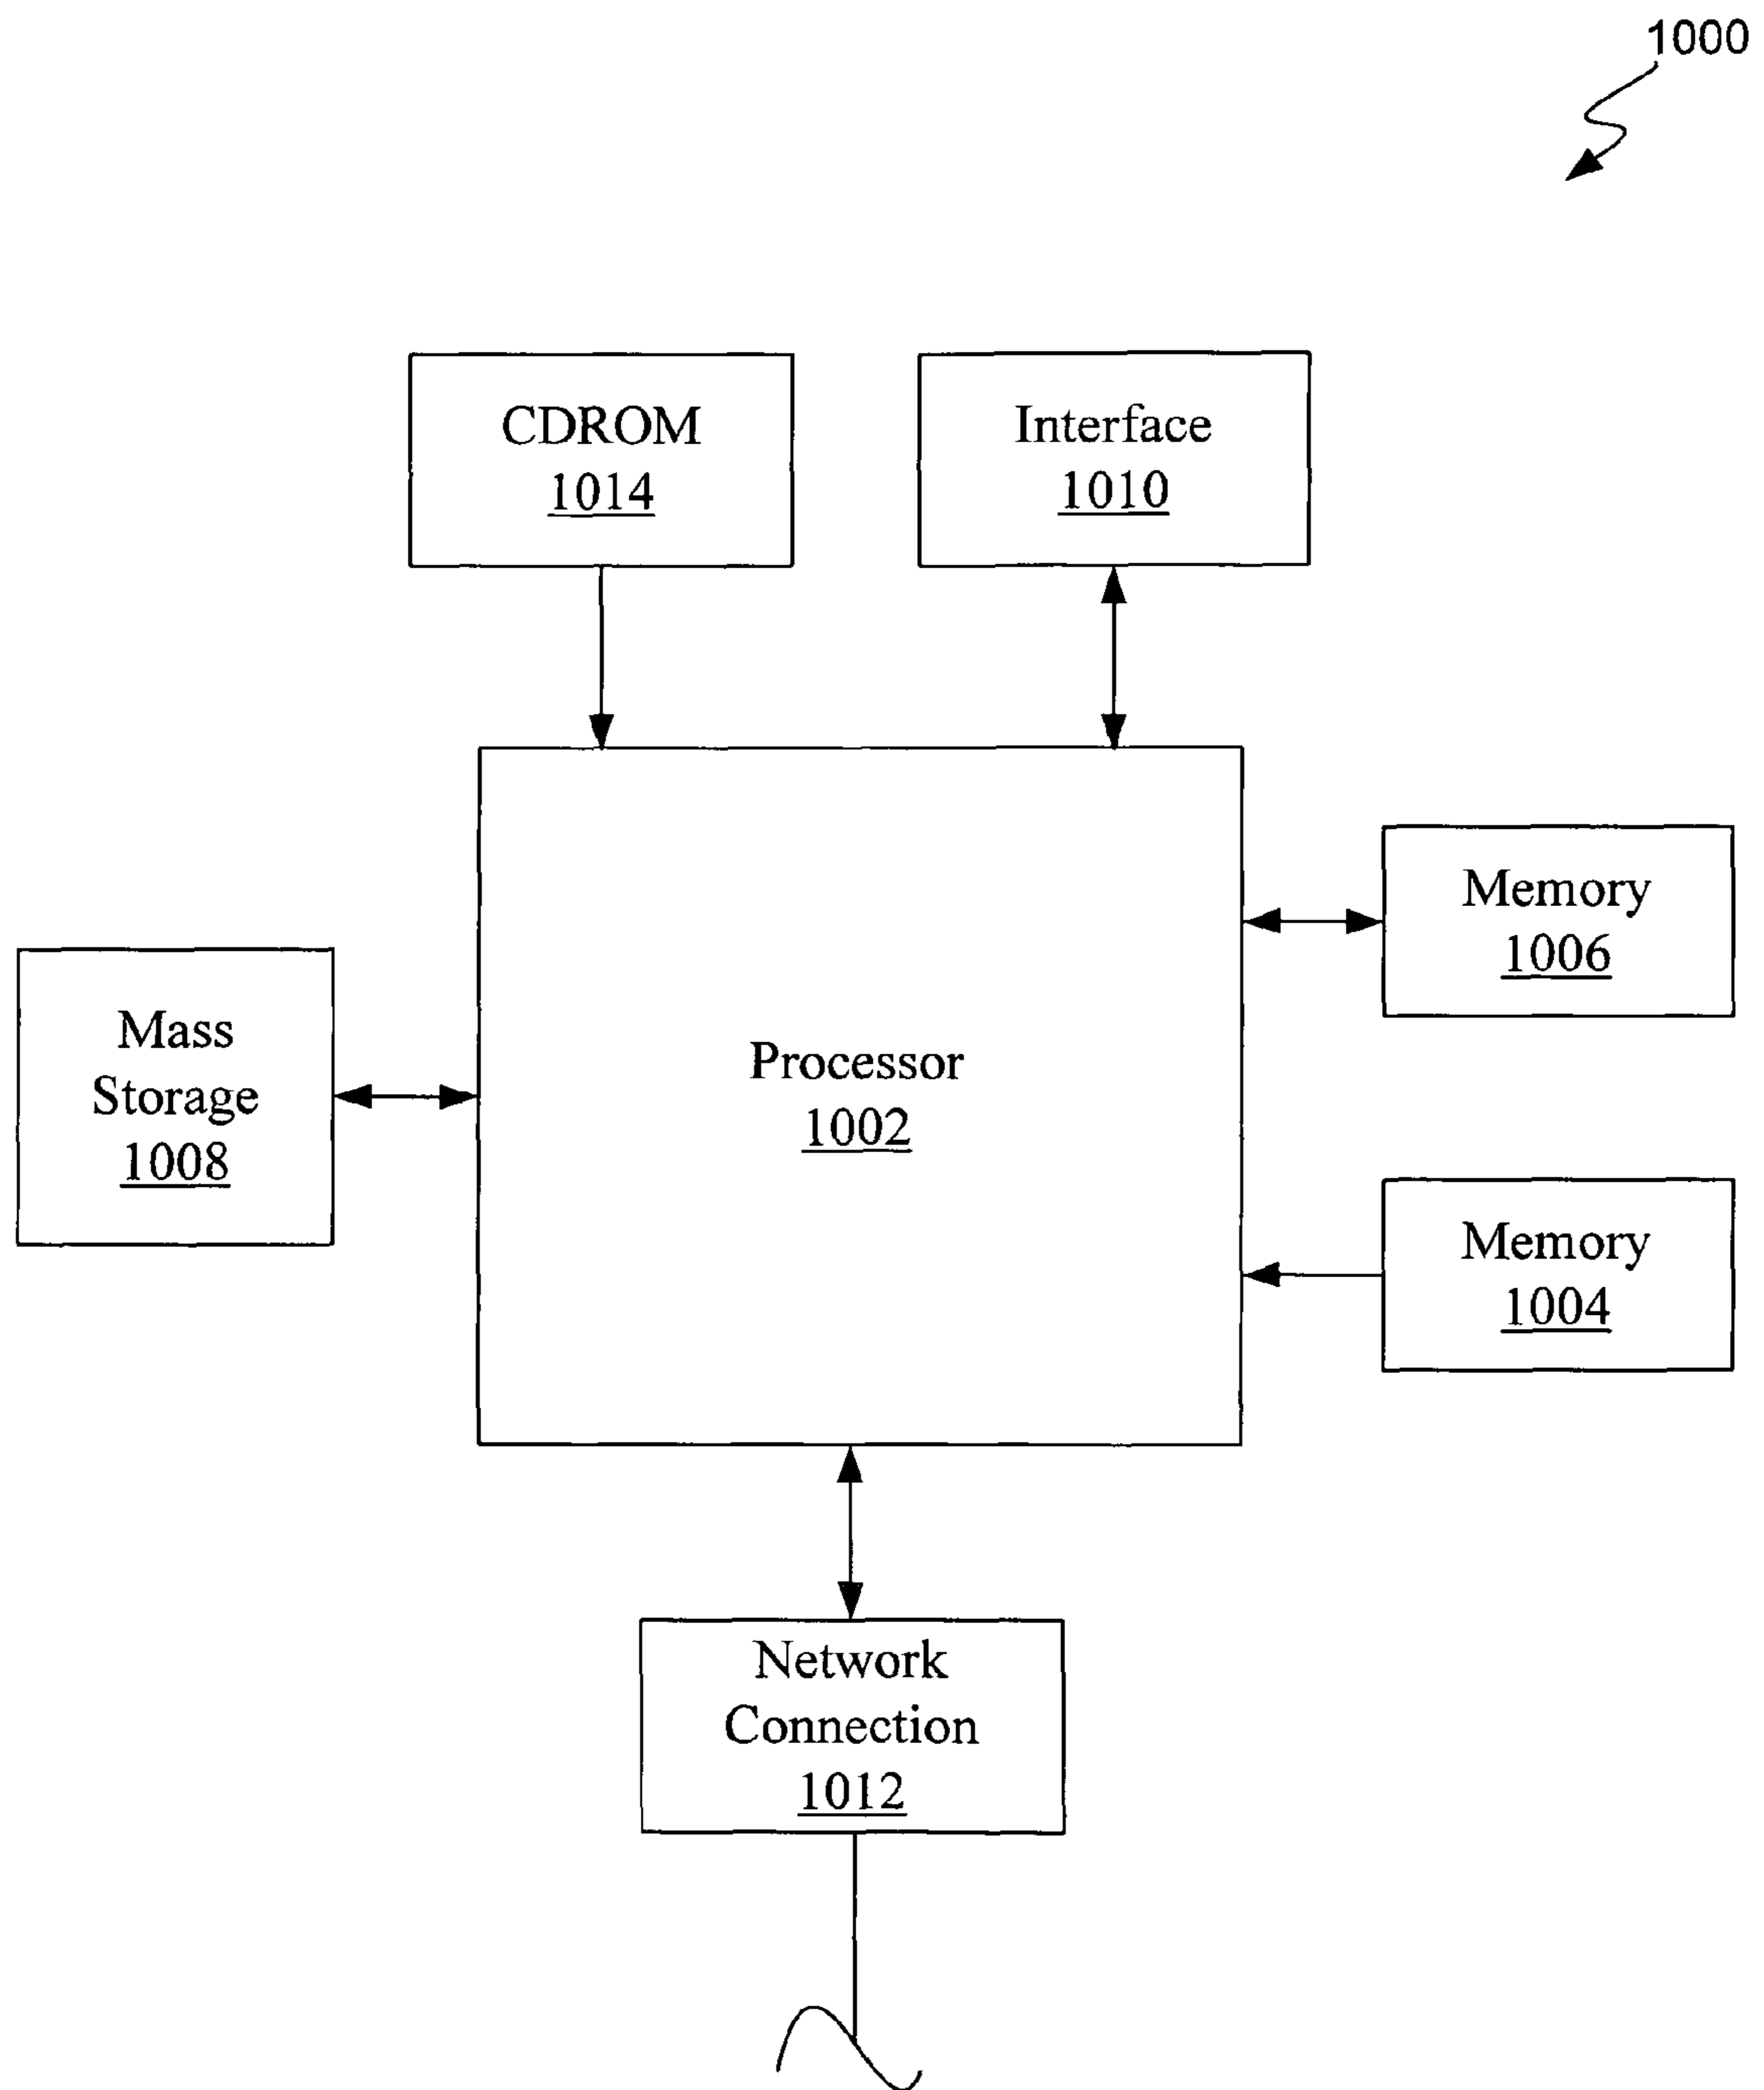 1000
CDROM
1014
Interface
1010
Memory
1006
Mass
Storage
1008
Processor
1002
Memory
1004
Network
Connection
1012